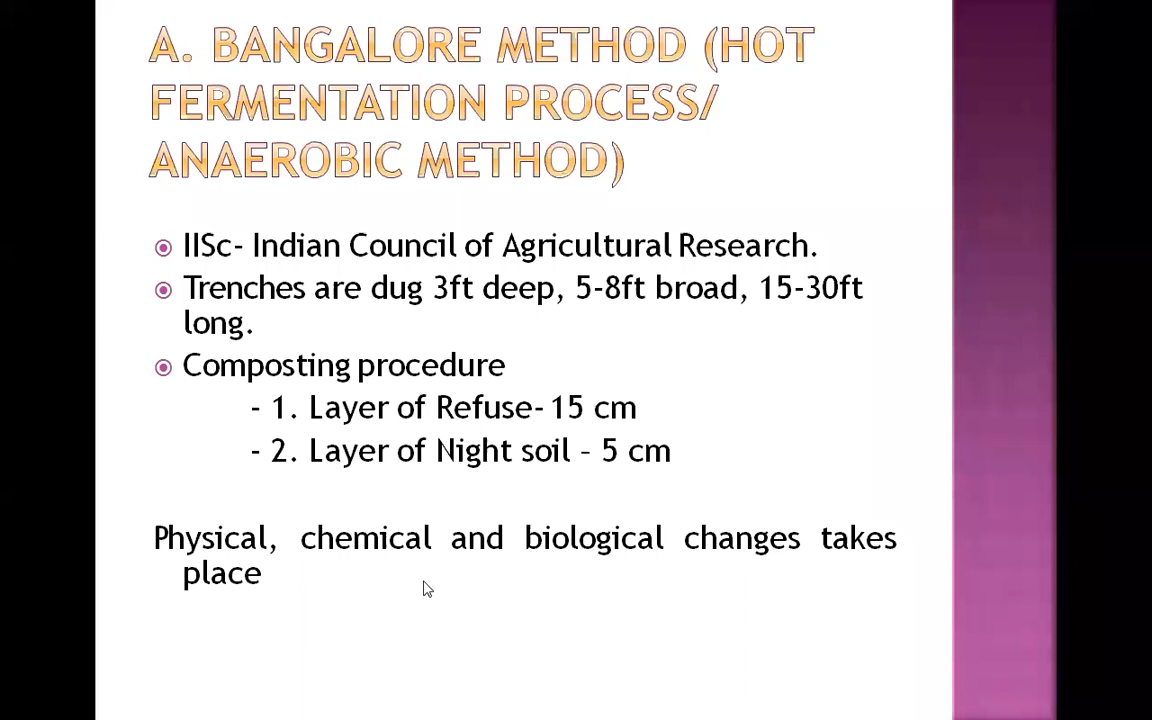 A. BANGALORE METHOD (HOT
FERMENTATION PROCESS/
ANAEROBIC METHOD)
IISc- Indian Council of Agricultural Research.
Trenches are dug 3ft deep, 5-8ft broad, 15-30ft
long.
Composting procedure
- 1. Layer of Refuse- 15 cm
- 2. Layer of Night soil – 5 cm
Physical, chemical and biological changes takes
place